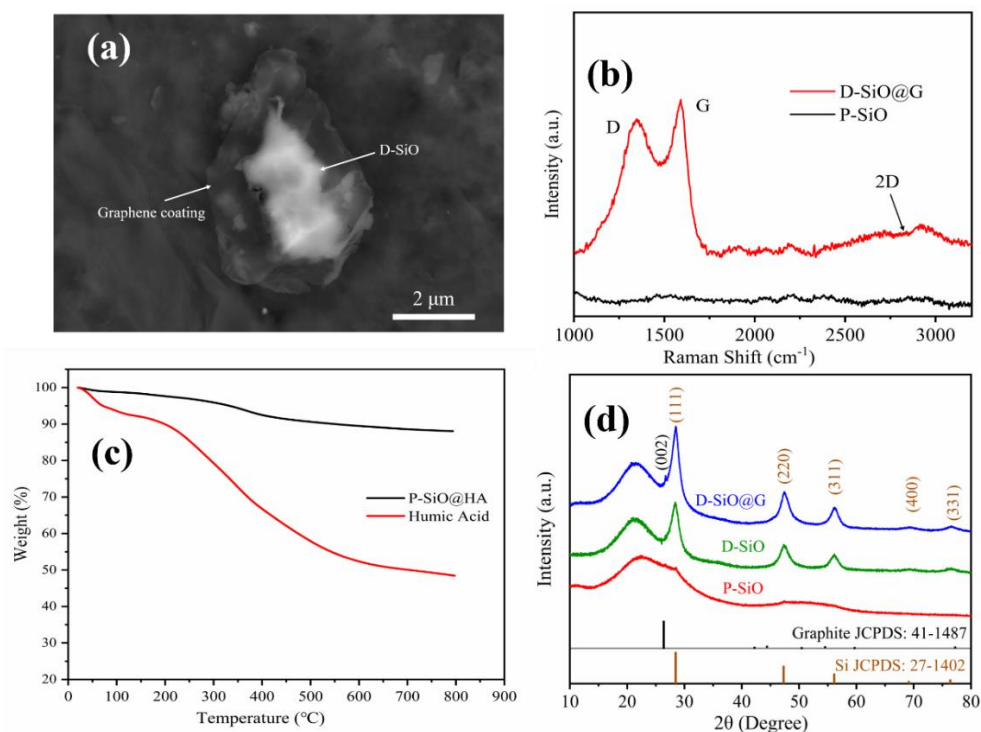 (a)
D-SiO
Graphene coating
2 μm
(b)
D-SiO@G
P-SiO
D
G
2D
Intensity (a.u.)
1000 1500 2000 2500 3000
Raman Shift (cm-1)
(c)
100
90
80
70
60
50
40
30
20
Weight (%)
P-SiO@HA
Humic Acid
0 100 200 300 400 500 600 700 800 900
Temperature (°C)
(d)
(002)
(111)
(220)
(311)
(400)
(331)
D-SiO@G
D-SiO
P-SiO
Graphite JCPDS: 41-1487
Si JCPDS: 27-1402
Intensity (a.u.)
10 20 30 40 50 60 70 80
2θ (Degree)